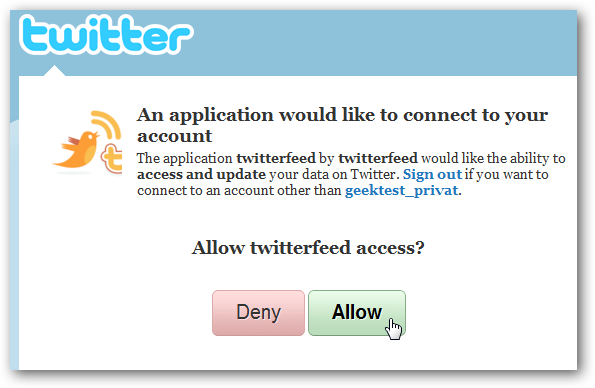 twitter
An application would like to connect to your
account
The application twitterfeed by twitterfeed would like the ability to
access and update your data on Twitter. Sign out if you want to
connect to an account other than geektest_privat.
Allow twitterfeed access?
Deny Allow